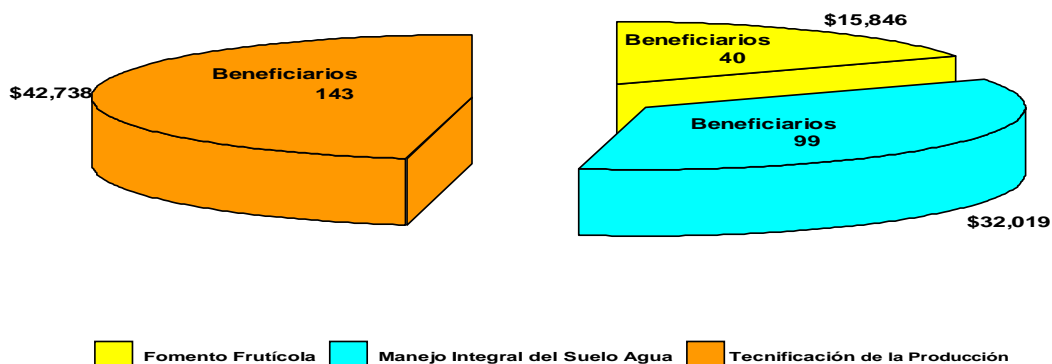 $15,846
Beneficiarios
40
Beneficiarios
143
$42,738
Beneficiarios
99
$32,019
Fomento Frutícola
Manejo Integral del Suelo Agua
Tecnificación de la Producción